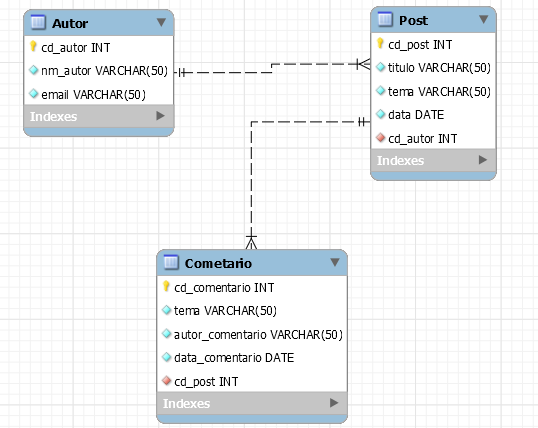 Autor
cd_autor INT
nm_autor VARCHAR(50)
email VARCHAR(50)
Indexes
Post
cd_post INT
titulo VARCHAR(50)
tema VARCHAR(50)
data DATE
cd_autor INT
Indexes
Cometario
cd_comentario INT
tema VARCHAR(50)
autor_comentario VARCHAR(50)
data_comentario DATE
cd_post INT
Indexes